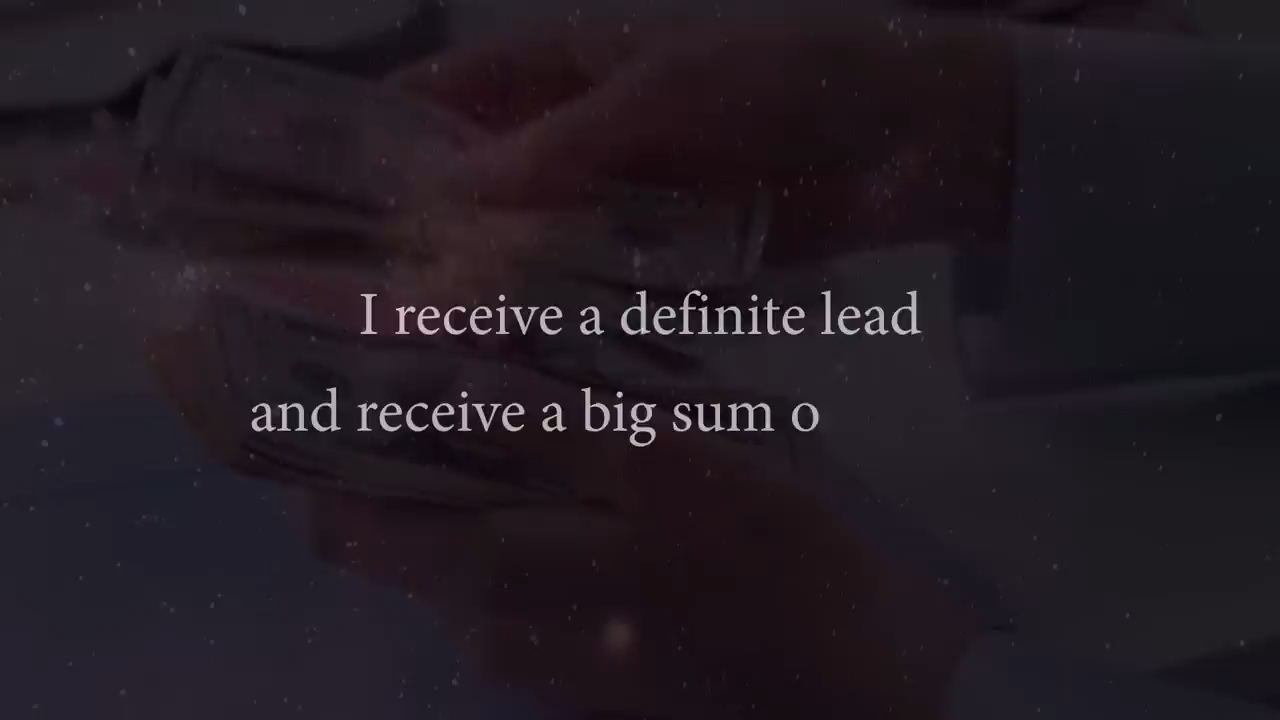 I receive a definite lead
and receive a big sum o